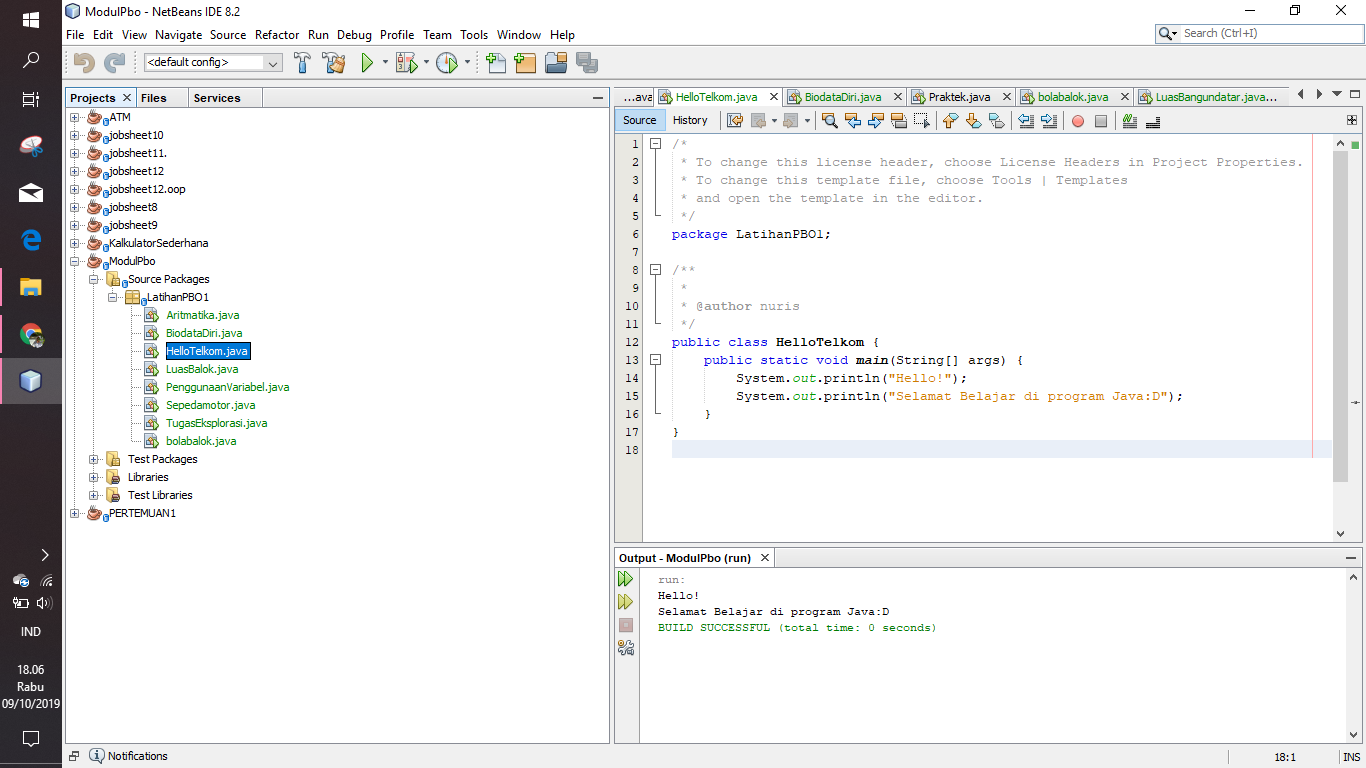 ModulPbo - NetBeans IDE 8.2
File Edit View Navigate Source Refactor Run Debug Profile Team Tools Window Help
Search (Ctrl+I)
<default config>
Projects Files Services
ATM
jobsheet10
jobsheet11.
jobsheet12
jobsheet12.oop
jobsheet8
jobsheet9
KalkulatorSederhana
ModulPbo
Source Packages
LatihanPBO1
Aritmatika.java
BiodataDiri.java
HelloTelkom.java
LuasBalok.java
PenggunaanVariabel.java
Sepedamotor.java
TugasEksplorasi.java
bolabalok.java
Test Packages
Libraries
Test Libraries
PERTEMUAN1
...ava HelloTelkom.java BiodataDiri.java Praktek.java bolabalok.java LuasBangundatar.java...
Source History
1 /*
2 * To change this license header, choose License Headers in Project Properties.
3 * To change this template file, choose Tools | Templates
4 * and open the template in the editor.
5 */
6 package LatihanPBO1;
7
8 /**
9 *
10 * @author nuris
11 */
12 public class HelloTelkom {
13 public static void main(String[] args) {
14 System.out.println("Hello!");
15 System.out.println("Selamat Belajar di program Java:D");
16 }
17 }
18
Output - ModulPbo (run)
run:
Hello!
Selamat Belajar di program Java:D
BUILD SUCCESSFUL (total time: 0 seconds)
IND
18.06
Rabu
09/10/2019
Notifications
18:1 INS